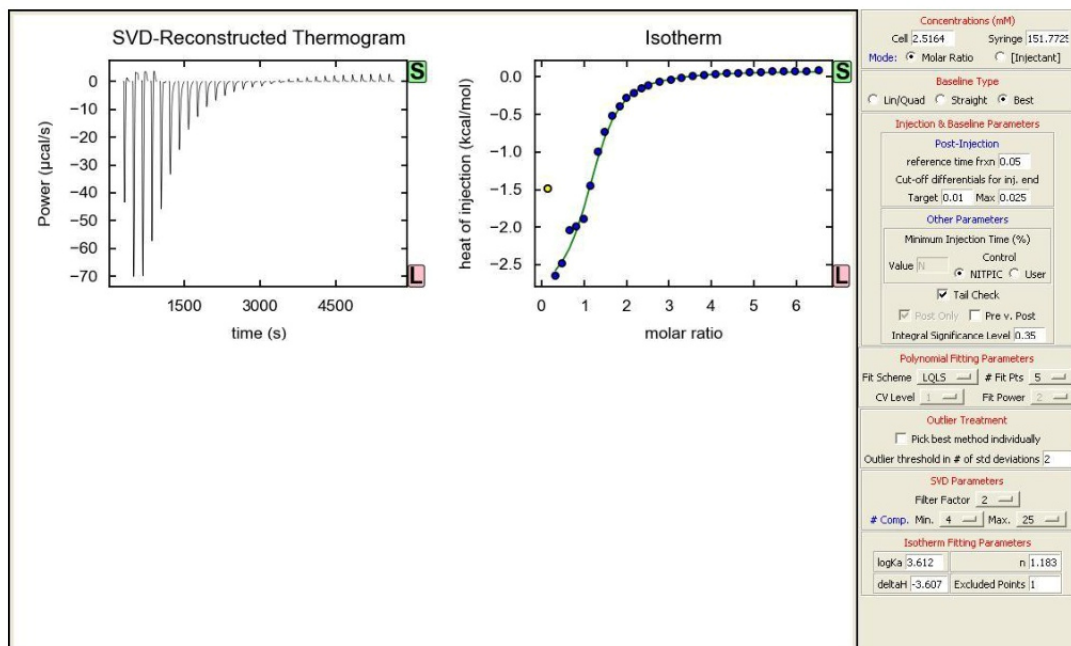 SVD-Reconstructed Thermogram
S
0
−10
−20
−30
−40
−50
−60
−70
Power (µcal/s)
L
1500 3000 4500
time (s)
Isotherm
S
0.0
−0.5
−1.0
−1.5
−2.0
−2.5
heat of injection (kcal/mol)
L
0 1 2 3 4 5 6
molar ratio
Concentrations (mM)
Cell 2.5164 Syringe 151.7725
Mode: Molar Ratio [Injectant]
Baseline Type
Lin/Quad Straight Best
Injection & Baseline Parameters
Post-Injection
reference time frxn 0.05
Cut-off differentials for inj. end
Target 0.01 Max 0.025
Other Parameters
Minimum Injection Time (%)
Control
Value N NITPIC User
Tail Check
Post Only Pre v. Post
Integral Significance Level 0.35
Polynomial Fitting Parameters
Fit Scheme LQLS # Fit Pts 5
CV Level 1 Fit Power 2
Outlier Treatment
Pick best method individually
Outlier threshold in # of std deviations 2
SVD Parameters
Filter Factor 2
# Comp. Min. 4 Max. 25
Isotherm Fitting Parameters
logKa 3.612 n 1.183
deltaH -3.607 Excluded Points 1